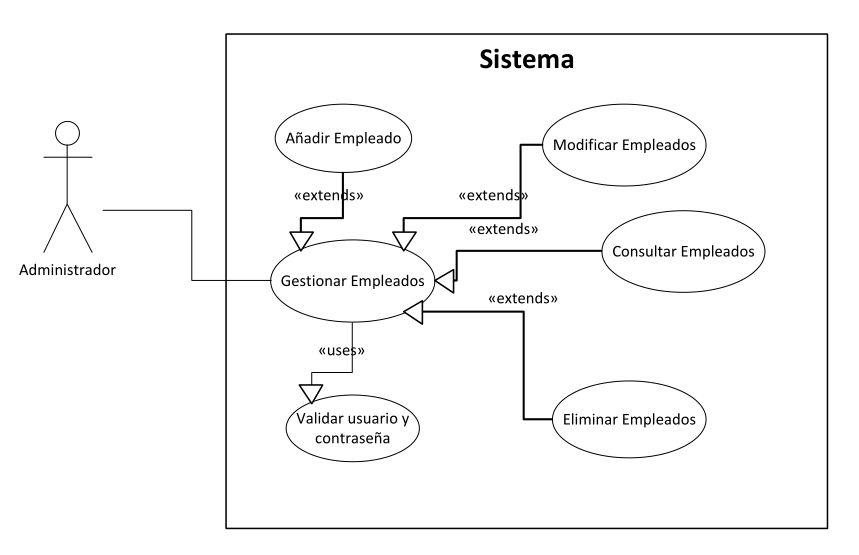 Sistema
Añadir Empleado
Modificar Empleados
«extends»
«extends»
«extends»
Consultar Empleados
Administrador
Gestionar Empleados
«extends»
«uses»
Validar usuario y
contraseña
Eliminar Empleados